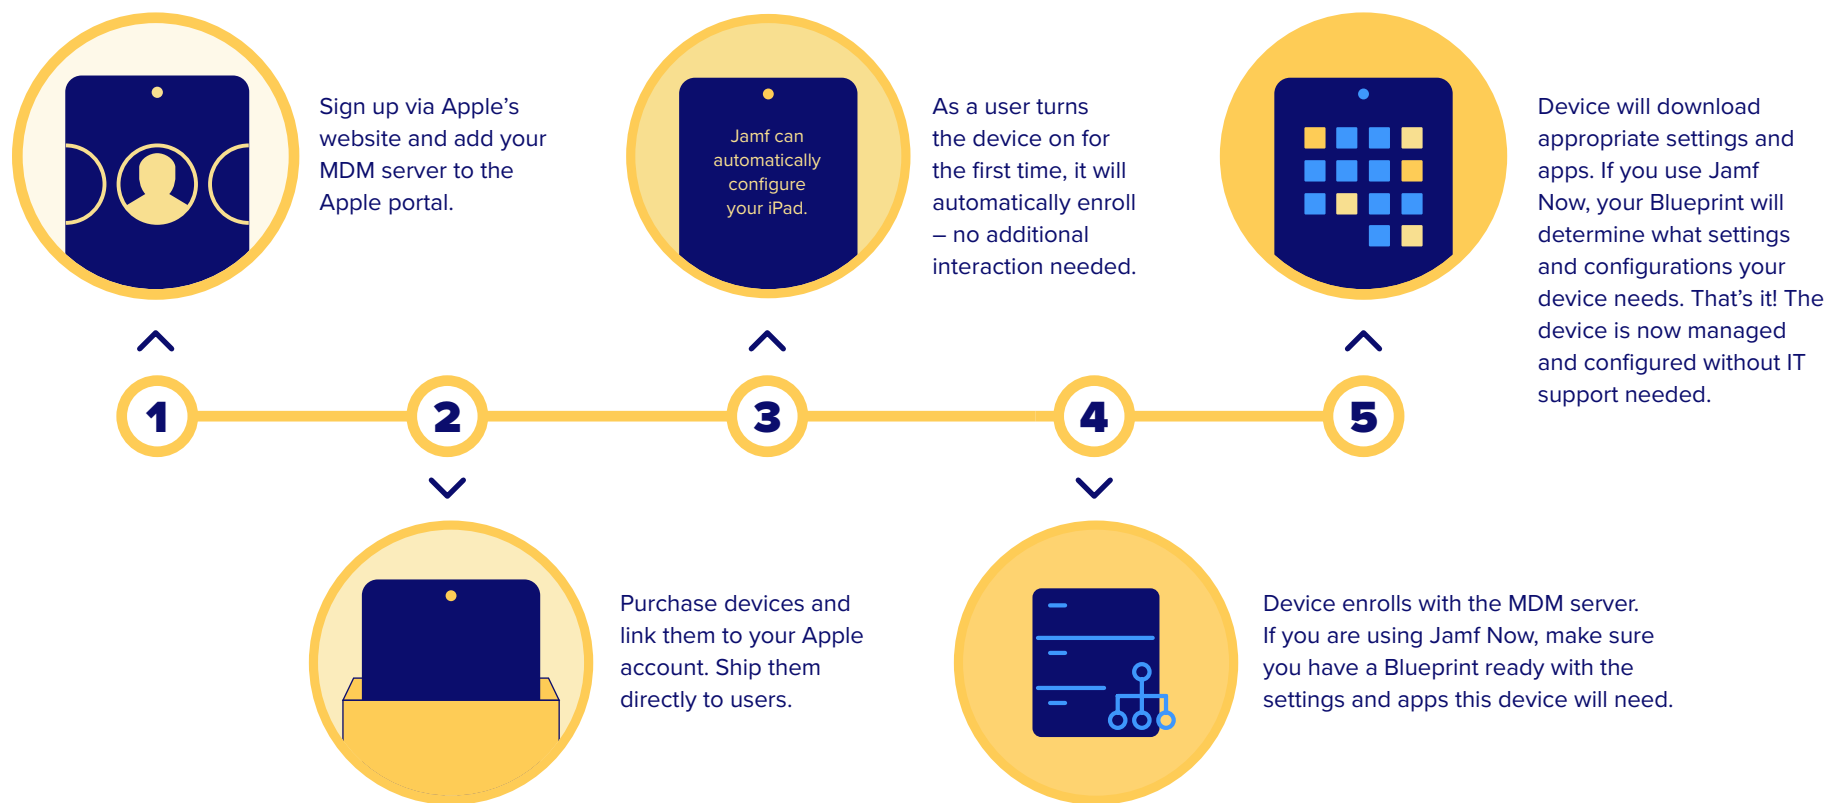 Sign up via Apple’s
website and add your
MDM server to the
Apple portal.
Jamf can
automatically
configure
your iPad.
As a user turns
the device on for
the first time, it will
automatically enroll
– no additional
interaction needed.
Device will download
appropriate settings and
apps. If you use Jamf
Now, your Blueprint will
determine what settings
and configurations your
device needs. That’s it! The
device is now managed
and configured without IT
support needed.
1
2
3
4
5
Purchase devices and
link them to your Apple
account. Ship them
directly to users.
Device enrolls with the MDM server.
If you are using Jamf Now, make sure
you have a Blueprint ready with the
settings and apps this device will need.